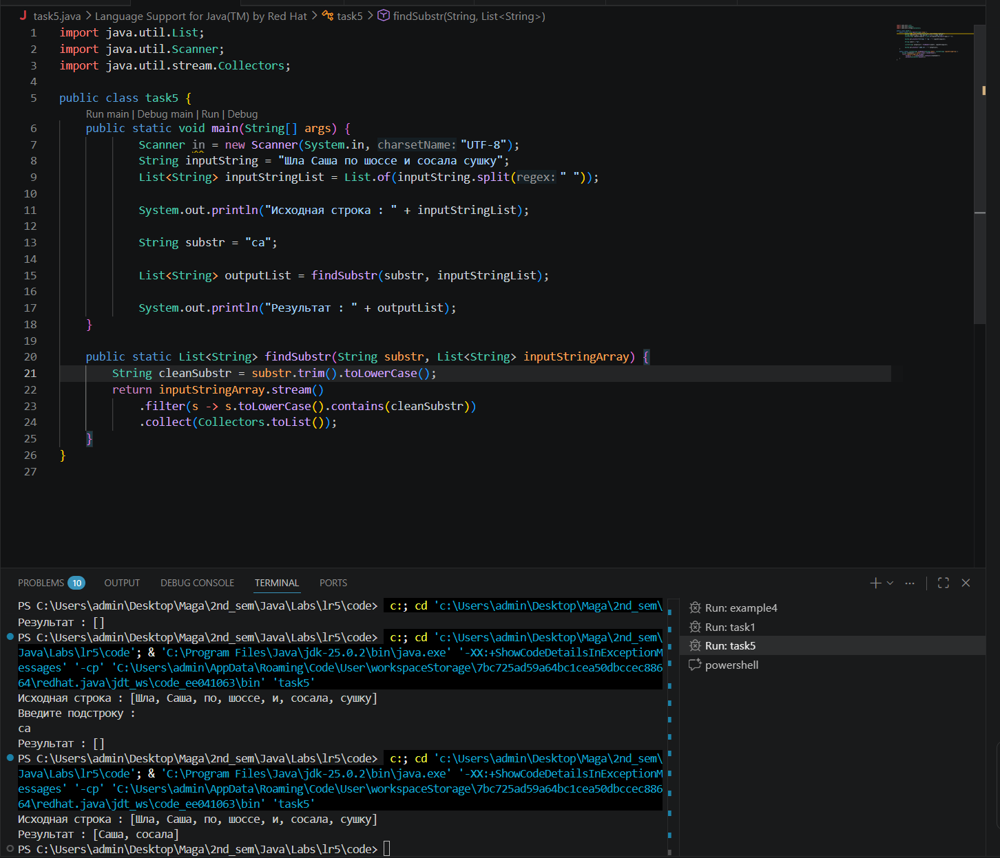 J task5.java > Language Support for Java(TM) by Red Hat > task5 > findSubstr(String, List<String>)
1 import java.util.List;
2 import java.util.Scanner;
3 import java.util.stream.Collectors;
4
5 public class task5 {
Run main | Debug main | Run | Debug
6 public static void main(String[] args) {
7 Scanner in = new Scanner(System.in, charsetName: "UTF-8");
8 String inputString = "Шла Саша по шоссе и сосала сушку";
9 List<String> inputStringList = List.of(inputString.split(regex: " "));
10
11 System.out.println("Исходная строка : " + inputStringList);
12
13 String substr = "са";
14
15 List<String> outputList = findSubstr(substr, inputStringList);
16
17 System.out.println("Результат : " + outputList);
18 }
19
20 public static List<String> findSubstr(String substr, List<String> inputStringArray) {
21 String cleanSubstr = substr.trim().toLowerCase();
22 return inputStringArray.stream()
23 .filter(s -> s.toLowerCase().contains(cleanSubstr))
24 .collect(Collectors.toList());
25 }
26 }
27
PROBLEMS 10 OUTPUT DEBUG CONSOLE TERMINAL PORTS
PS C:\Users\admin\Desktop\Maga\2nd_sem\Java\Labs\lr5\code> c:; cd 'c:\Users\admin\Desktop\Maga\2nd_sem\
Результат : []
PS C:\Users\admin\Desktop\Maga\2nd_sem\Java\Labs\lr5\code> c:; cd 'c:\Users\admin\Desktop\Maga\2nd_sem\
Java\Labs\lr5\code'; & 'C:\Program Files\Java\jdk-25.0.2\bin\java.exe' '-XX:+ShowCodeDetailsInExceptionM
essages' '-cp' 'C:\Users\admin\AppData\Roaming\Code\User\workspaceStorage\7bc725ad59a64bc1cea50dbccec886
64\redhat.java\jdt_ws\code_ee041063\bin' 'task5'
Исходная строка : [Шла, Саша, по, шоссе, и, сосала, сушку]
Введите подстроку :
са
Результат : []
PS C:\Users\admin\Desktop\Maga\2nd_sem\Java\Labs\lr5\code> c:; cd 'c:\Users\admin\Desktop\Maga\2nd_sem\
Java\Labs\lr5\code'; & 'C:\Program Files\Java\jdk-25.0.2\bin\java.exe' '-XX:+ShowCodeDetailsInExceptionM
essages' '-cp' 'C:\Users\admin\AppData\Roaming\Code\User\workspaceStorage\7bc725ad59a64bc1cea50dbccec886
64\redhat.java\jdt_ws\code_ee041063\bin' 'task5'
Исходная строка : [Шла, Саша, по, шоссе, и, сосала, сушку]
Результат : [Саша, сосала]
PS C:\Users\admin\Desktop\Maga\2nd_sem\Java\Labs\lr5\code>
Run: example4
Run: task1
Run: task5
powershell